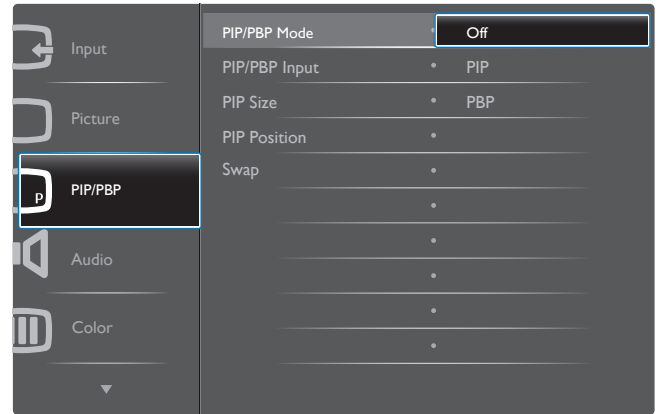 Input
Picture
P
PIP/PBP
Audio
Color
PIP/PBP Mode
Off
PIP/PBP Input
PIP
PIP Size
PBP
PIP Position
Swap